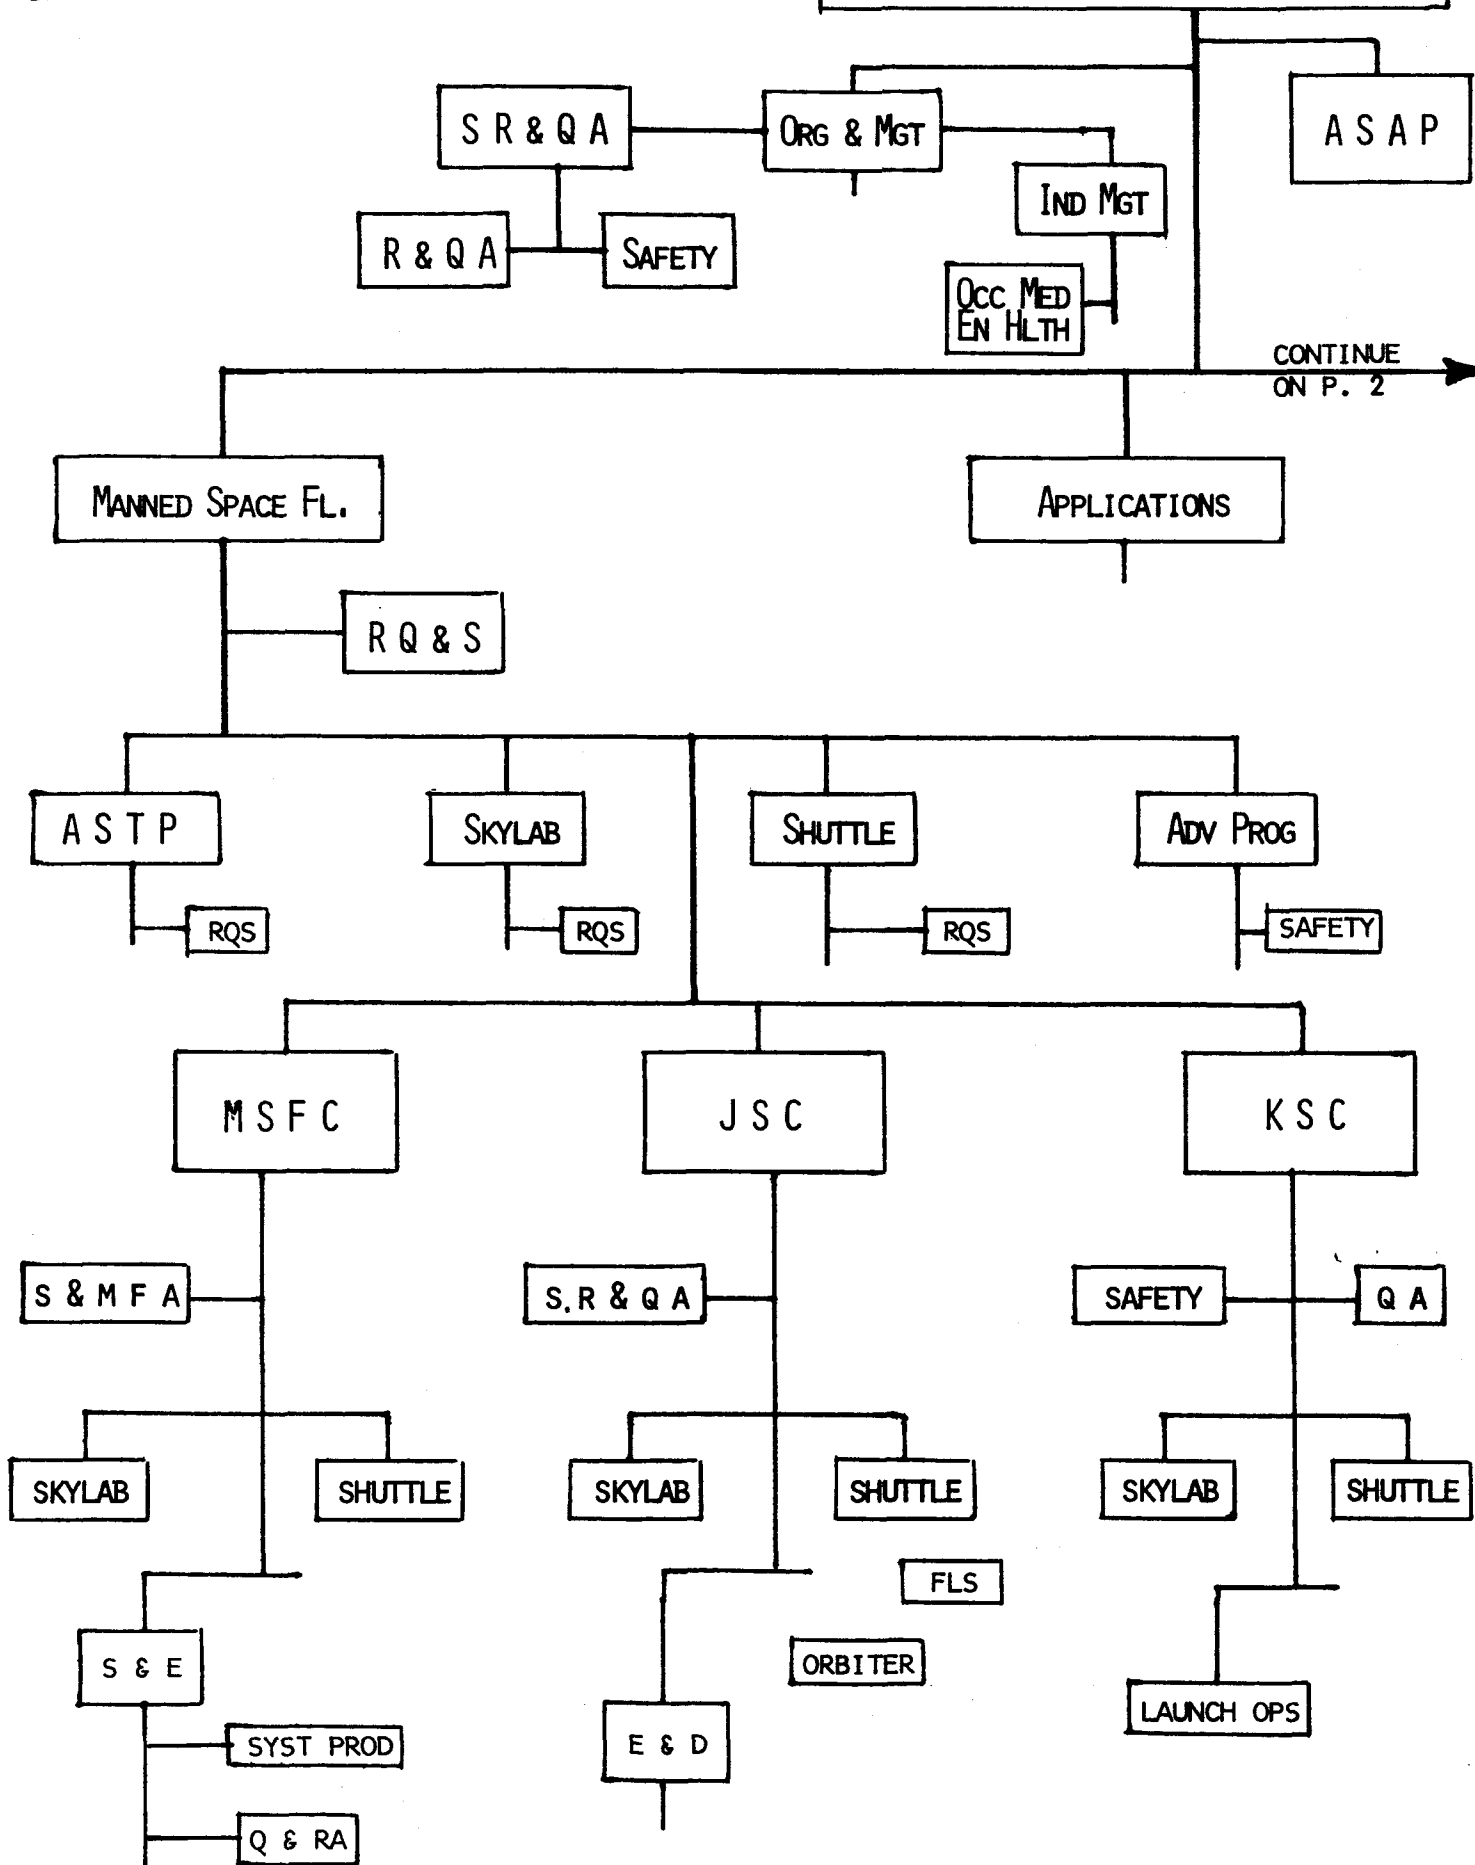 A S A P
S R & Q A
ORG & MGT
IND MGT
R & Q A
SAFETY
OCC MED
EN HLTH
CONTINUE
ON P. 2
MANNED SPACE FL.
APPLICATIONS
R Q & S
A S T P
SKYLAB
SHUTTLE
ADV PROG
RQS
RQS
RQS
SAFETY
M S F C
J S C
K S C
S & M F A
S.R & Q A
SAFETY
Q A
SKYLAB
SHUTTLE
SKYLAB
SHUTTLE
SKYLAB
SHUTTLE
FLS
S & E
ORBITER
LAUNCH OPS
SYST PROD
E & D
Q & RA